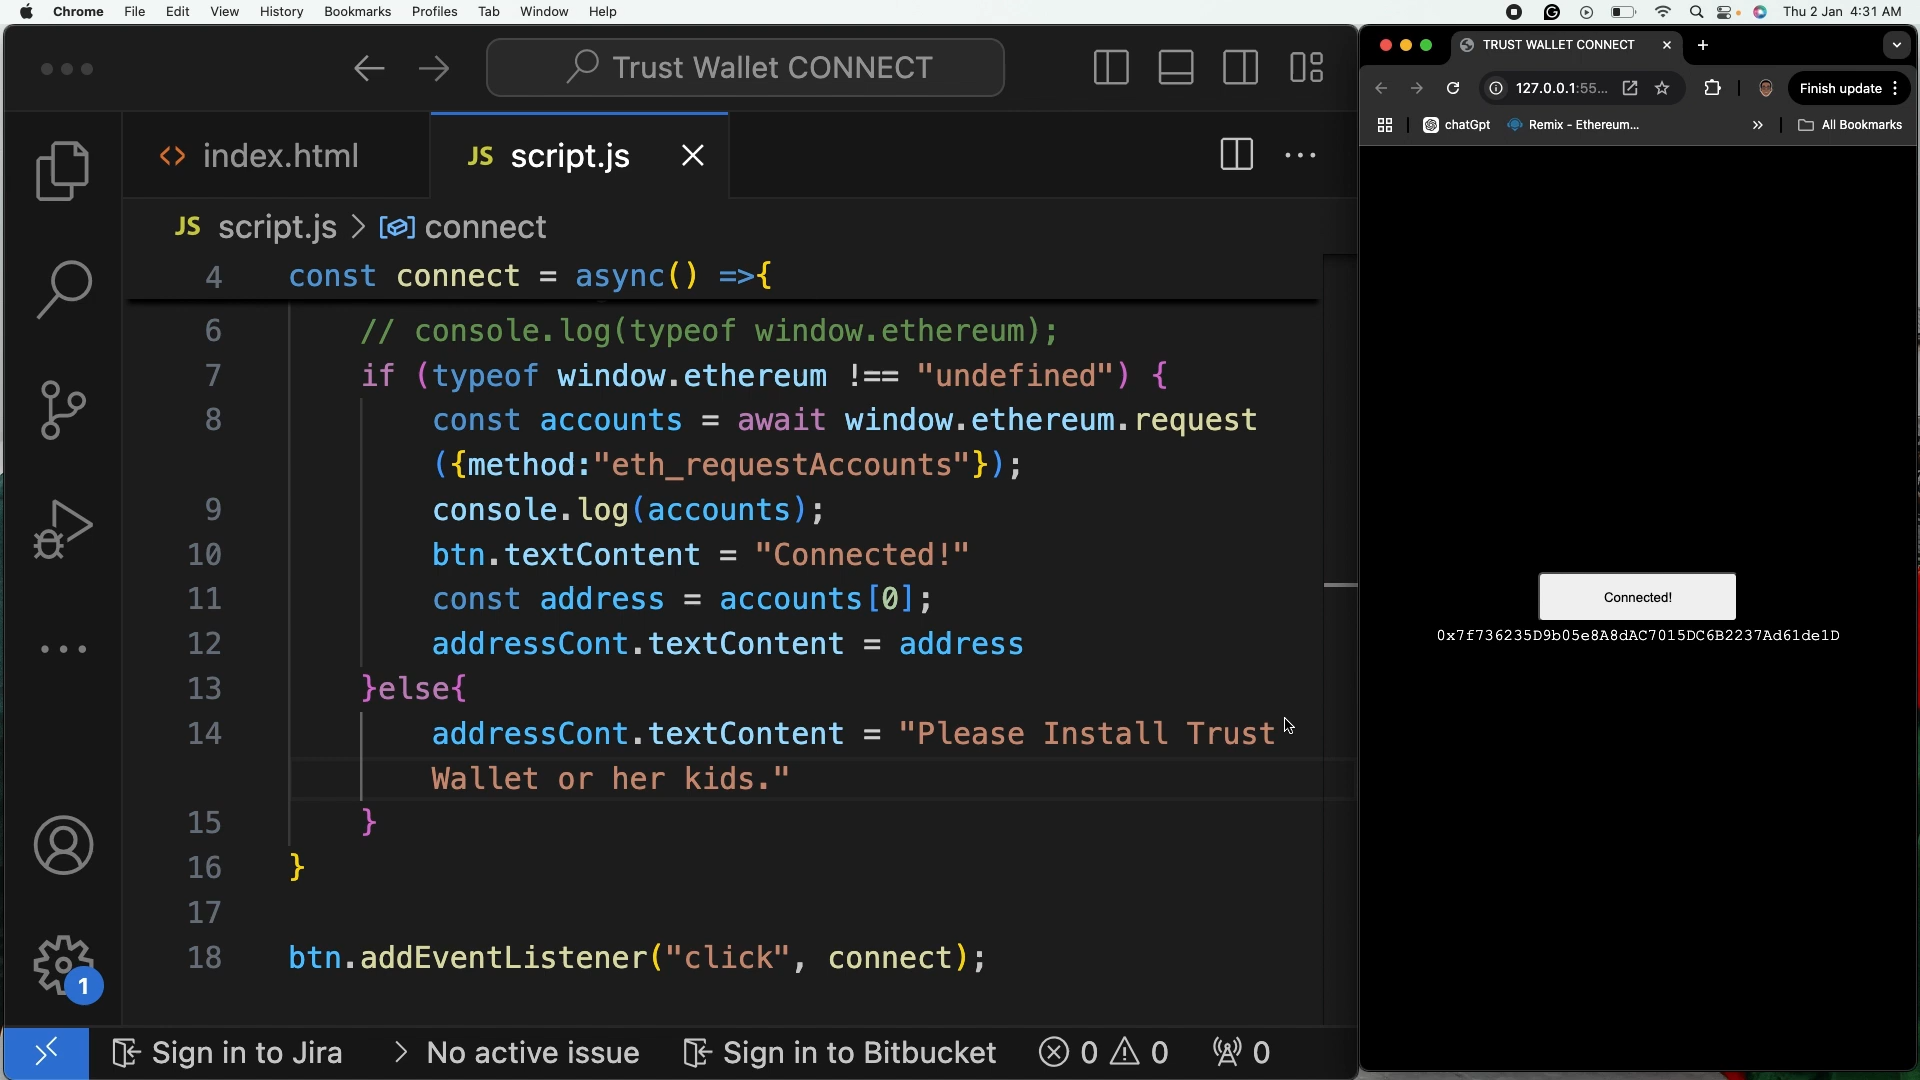 Chrome File Edit View History Bookmarks Profiles Tab Window Help Thu 2 Jan 4:31 AM
Trust Wallet CONNECT
index.html JS script.js
JS script.js > connect
4 const connect = async() =>{
6 // console.log(typeof window.ethereum);
7 if (typeof window.ethereum !== "undefined") {
8 const accounts = await window.ethereum.request
({method:"eth_requestAccounts"});
9 console.log(accounts);
10 btn.textContent = "Connected!"
11 const address = accounts[0];
12 addressCont.textContent = address
13 }else{
14 addressCont.textContent = "Please Install Trust
Wallet or her kids."
15 }
16 }
17
18 btn.addEventListener("click", connect);
1
Sign in to Jira > No active issue Sign in to Bitbucket 0 0 0
TRUST WALLET CONNECT
127.0.0.1:55... Finish update
chatGpt Remix - Ethereum... » All Bookmarks
Connected!
0x7f736235D9b05e8A8dAC7015DC6B2237Ad61de1D